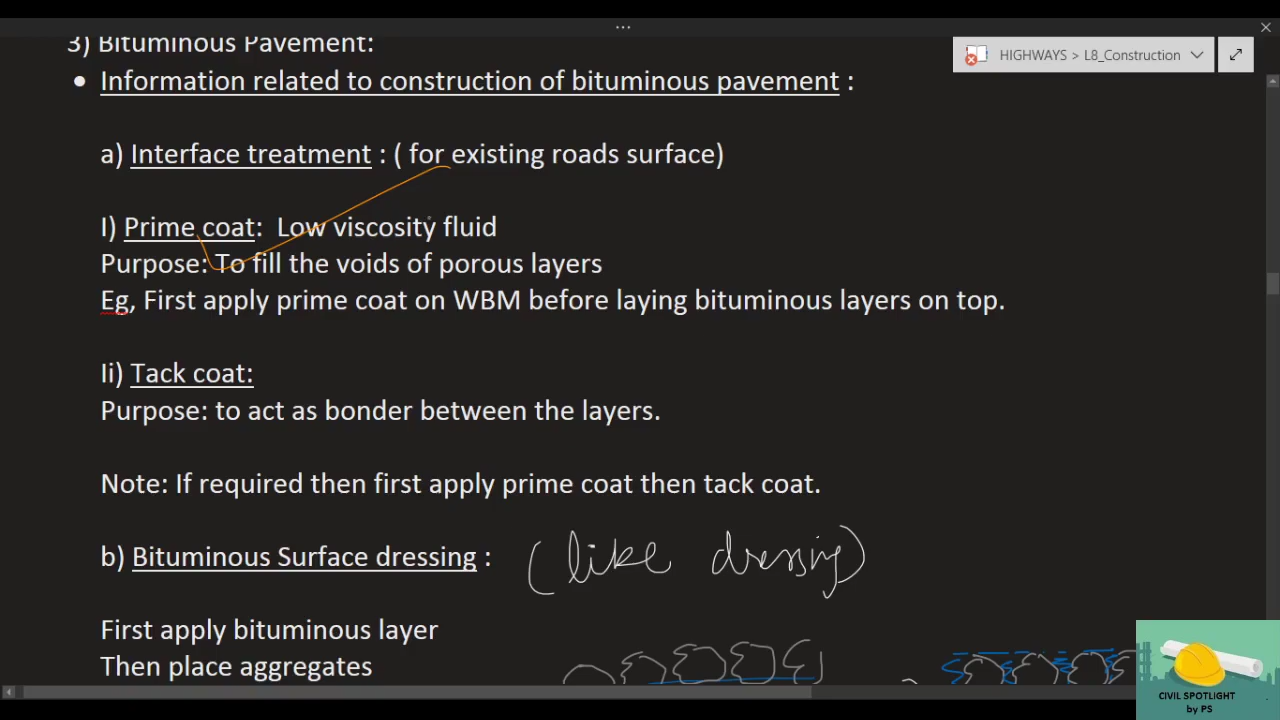 3) Bituminous Pavement:
HIGHWAYS > L8_Construction
• Information related to construction of bituminous pavement :
a) Interface treatment : ( for existing roads surface)
I) Prime coat: Low viscosity fluid
Purpose: To fill the voids of porous layers
Eg, First apply prime coat on WBM before laying bituminous layers on top.
Ii) Tack coat:
Purpose: to act as bonder between the layers.
Note: If required then first apply prime coat then tack coat.
b) Bituminous Surface dressing : (like dressing)
First apply bituminous layer
Then place aggregates
CIVIL SPOTLIGHT
by PS